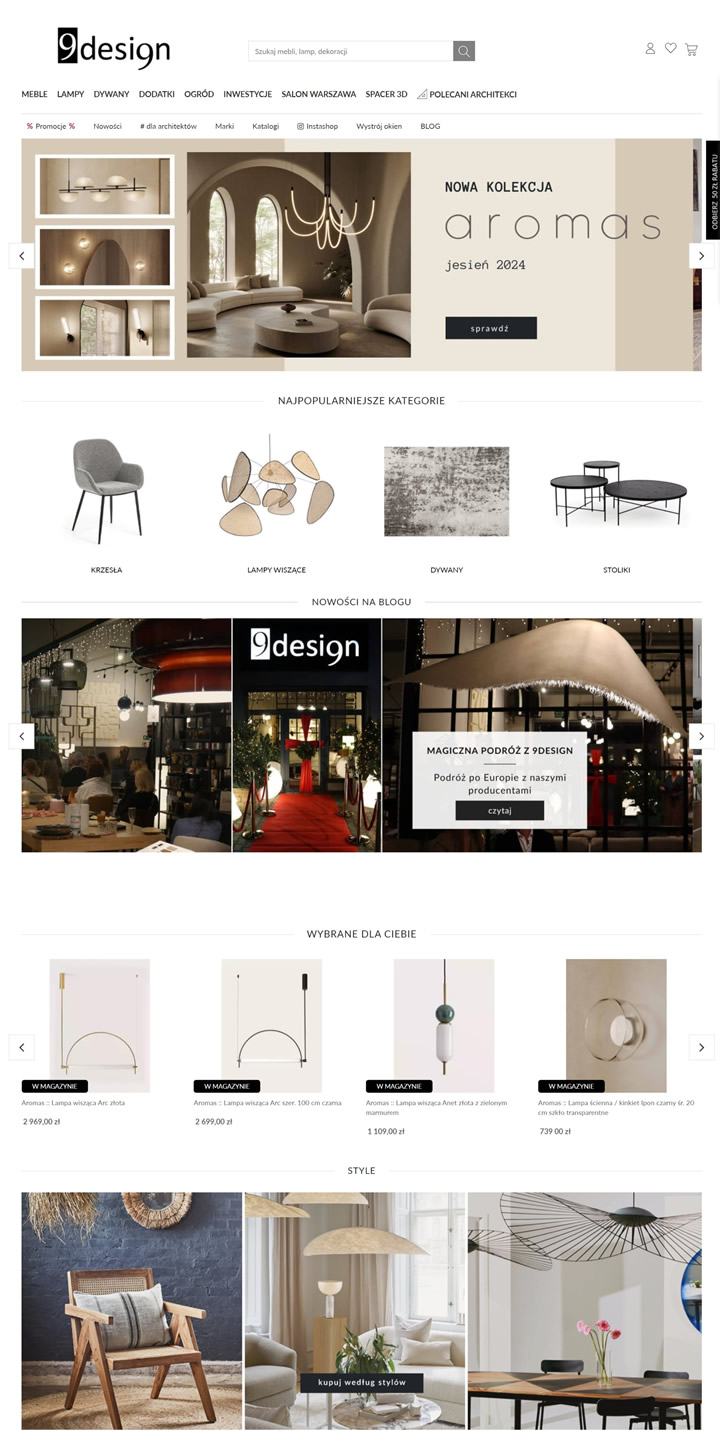 9design
Szukaj mebli, lamp, dekoracji
MEBLE LAMPY DYWANY DODATKI OGRÓD INWESTYCJE SALON WARSZAWA SPACER 3D POLECANI ARCHITEKCI
% Promocje % Nowości # dla architektów Marki Katalogi Instashop Wystrój okien BLOG
ODBIERZ 50 ZŁ RABATU
NOWA KOLEKCJA
aromas
jesień 2024
sprawdź
NAJPOPULARNIEJSZE KATEGORIE
KRZESŁA LAMPY WISZĄCE DYWANY STOLIKI
NOWOŚCI NA BLOGU
9design
MAGICZNA PODRÓŻ Z 9DESIGN
Podróż po Europie z naszymi
producentami
czytaj
WYBRANE DLA CIEBIE
W MAGAZYNIE
Aromas :: Lampa wisząca Arc złota
2 969,00 zł
W MAGAZYNIE
Aromas :: Lampa wisząca Arc szer. 100 cm czarna
2 699,00 zł
W MAGAZYNIE
Aromas :: Lampa wisząca Anet złota z zielonym
marmurem
1 109,00 zł
W MAGAZYNIE
Aromas :: Lampa ścienna / kinkiet Ipon czarny śr. 20
cm szkło transparentne
739 00 zł
STYLE
kupuj według stylów